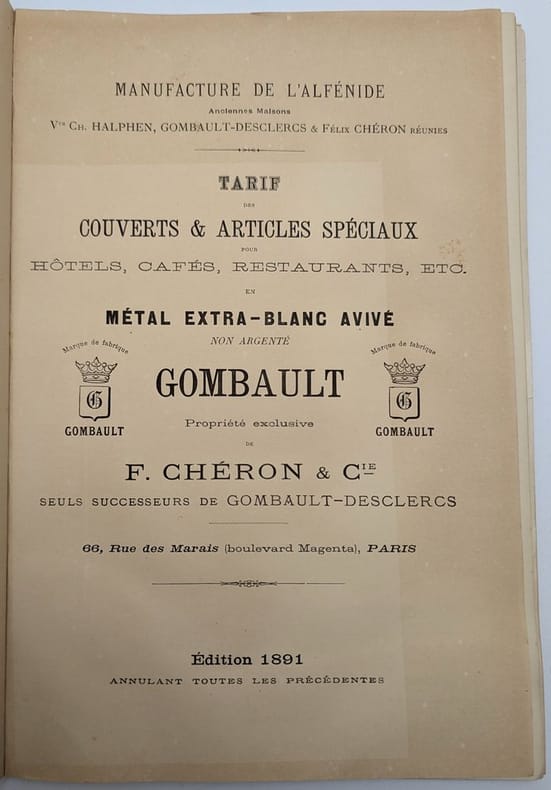 MANUFACTURE DE L'ALFÉNIDE
Anciennes Maisons
Vve CH. HALPHEN, GOMBAULT-DESCLERCS & FÉLIX CHÉRON RÉUNIES
TARIF
DES
COUVERTS & ARTICLES SPÉCIAUX
POUR
HÔTELS, CAFÉS, RESTAURANTS, ETC.
EN
MÉTAL EXTRA-BLANC AVIVÉ
NON ARGENTÉ
Marque de fabrique
G
GOMBAULT
GOMBAULT
Marque de fabrique
G
GOMBAULT
Propriété exclusive
DE
F. CHÉRON & CIE
SEULS SUCCESSEURS DE GOMBAULT-DESCLERCS
66, Rue des Marais (boulevard Magenta), PARIS
Édition 1891
ANNULANT TOUTES LES PRÉCÉDENTES